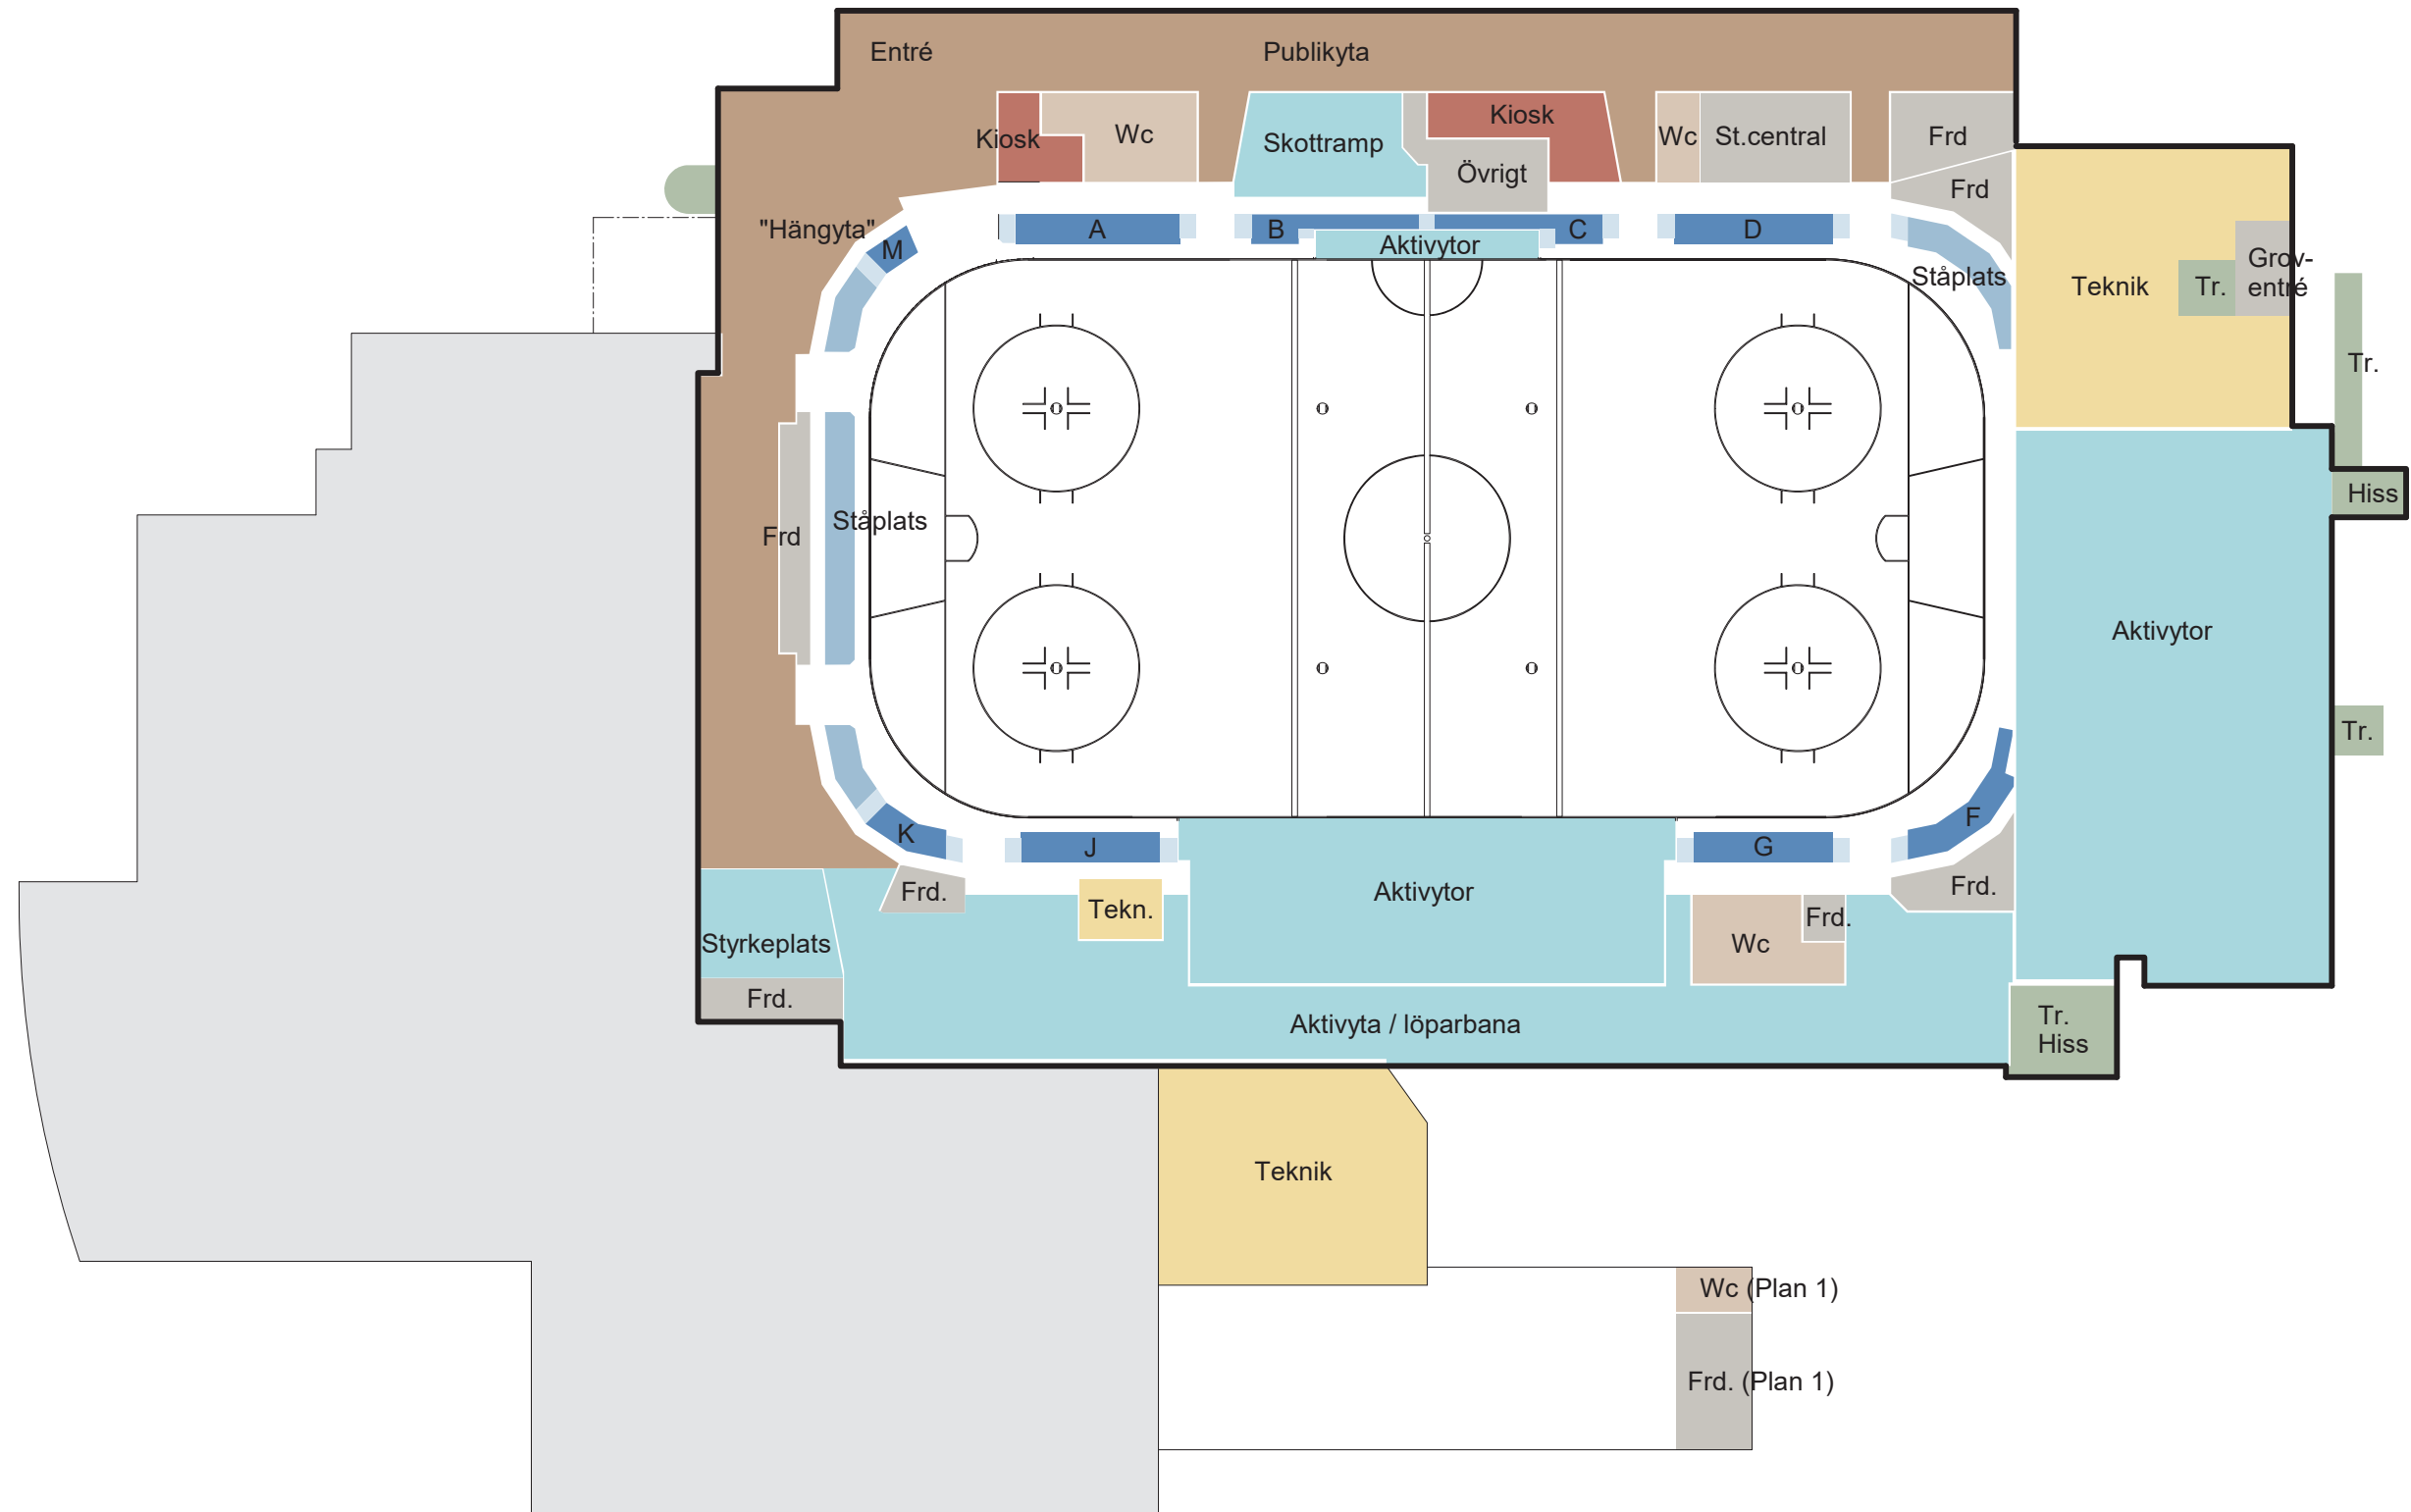 Entré
Publikyta
Kiosk
Wc
Skottramp
Kiosk
Övrigt
Wc
St.central
Frd
Frd
"Hängyta"
M
A
B
C
D
Aktivytor
Ståplats
Teknik
Tr.
Grov-
entré
Tr.
Hiss
Frd
Ståplats
Aktivytor
Tr.
K
J
G
F
Frd.
Tekn.
Aktivytor
Wc
Frd.
Frd.
Styrkeplats
Frd.
Aktivyta / löparbana
Tr.
Hiss
Teknik
Wc (Plan 1)
Frd. (Plan 1)